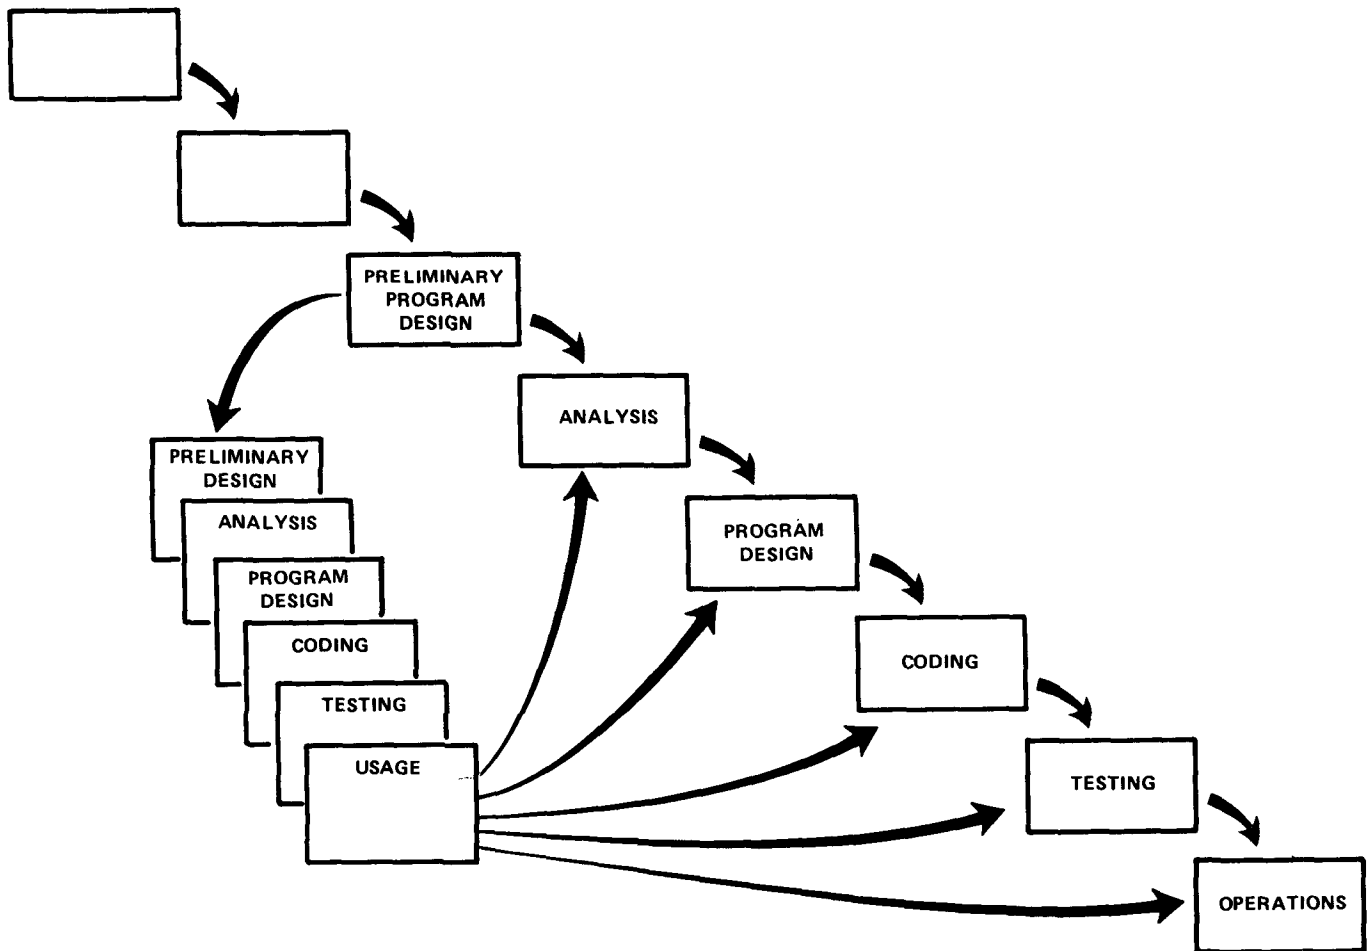 PRELIMINARY
PROGRAM
DESIGN
ANALYSIS
PROGRAM
DESIGN
CODING
TESTING
OPERATIONS
PRELIMINARY
DESIGN
ANALYSIS
PROGRAM
DESIGN
CODING
TESTING
USAGE